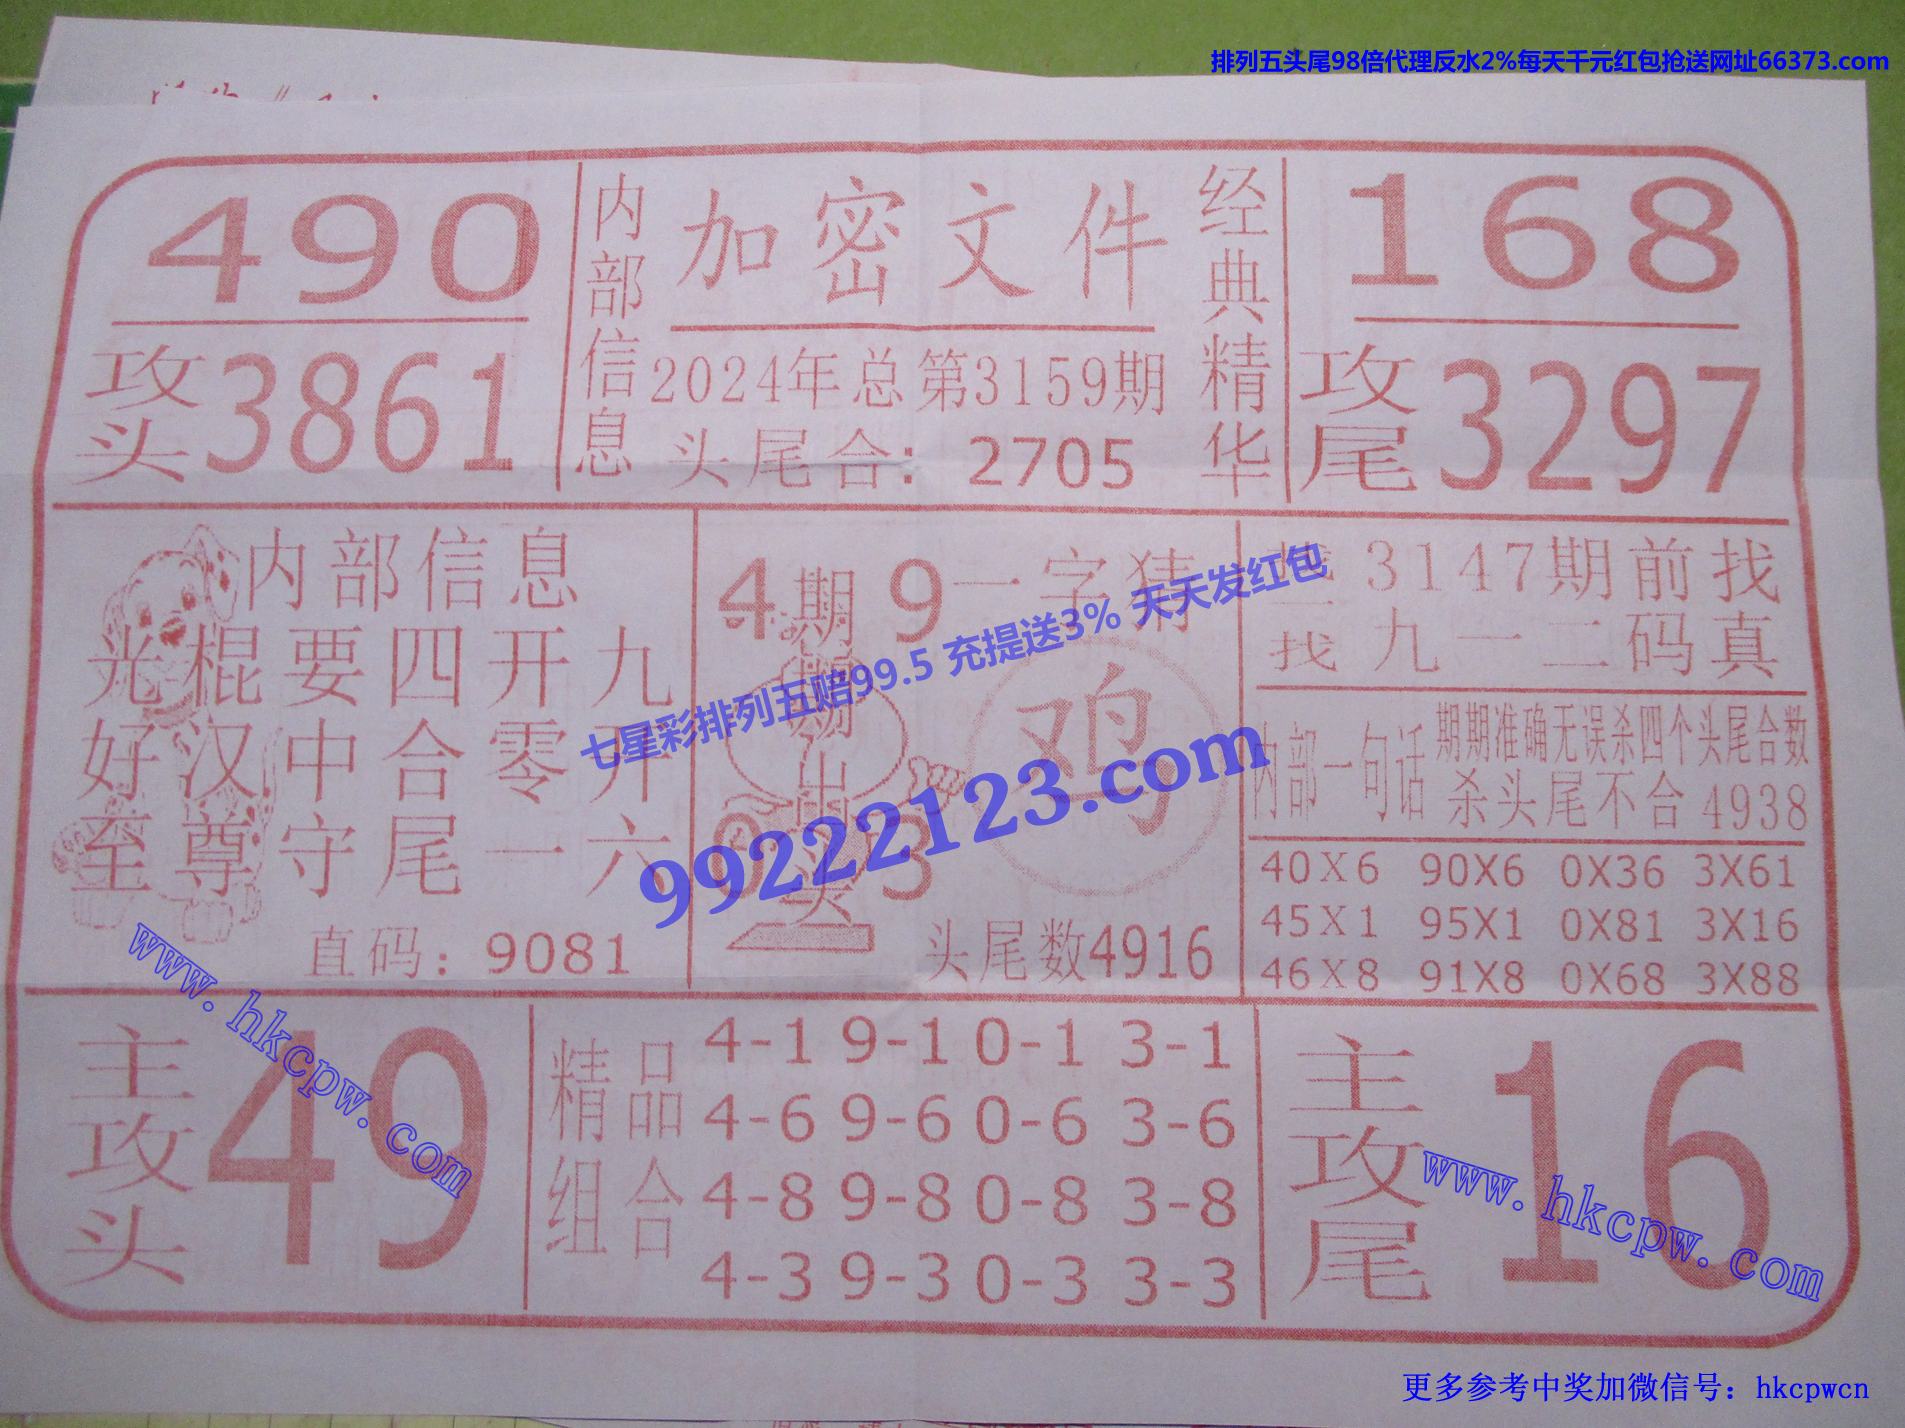 排列五头尾98倍代理反水2%每天千元红包抢送网址66373.com
490
攻头3861
内部信息
加密文件
2024年总第3159期
头尾合：2705
经典精华
168
攻尾3297
内部信息
光棍要四开九
好汉中合零开
至尊守尾一六
直码：9081
4 9
期期出头
3
一字猜
鸡
头尾数4916
找一找
3147期前找
九一二码真
内部一句话
期期准确无误杀四个头尾合数
杀头尾不合4938
40X6 90X6 0X36 3X61
45X1 95X1 0X81 3X16
46X8 91X8 0X68 3X88
主攻头
49
精品组合
4-1 9-1 0-1 3-1
4-6 9-6 0-6 3-6
4-8 9-8 0-8 3-8
4-3 9-3 0-3 3-3
主攻尾
16
七星彩排列五赔99.5 充提送3% 天天发红包
99222123.com
www.hkcpw.com
www.hkcpw.com
更多参考中奖加微信号：hkcpwcn